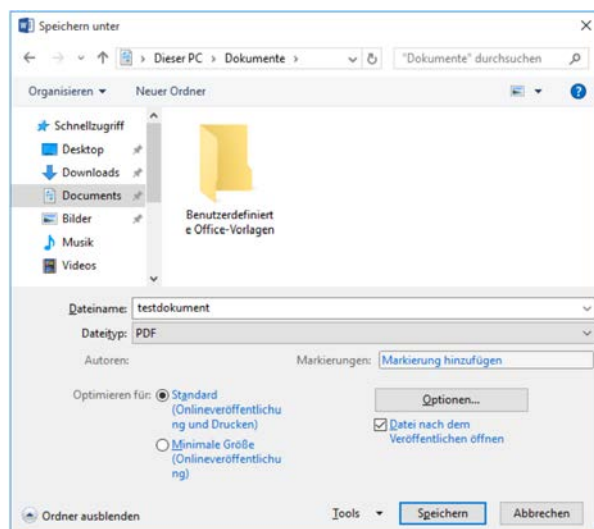 Speichern unter
Dieser PC > Dokumente >
"Dokumente" durchsuchen
Organisieren
Neuer Ordner
Schnellzugriff
Desktop
Downloads
Documents
Bilder
Musik
Videos
Benutzerdefiniert
e Office-Vorlagen
Dateiname: testdokument
Dateityp: PDF
Autoren:
Markierungen: Markierung hinzufügen
Optimieren für:
Standard
(Onlineveröffentlichu
ng und Drucken)
Minimale Größe
(Onlineveröffentlichu
ng)
Optionen...
Datei nach dem
Veröffentlichen öffnen
Ordner ausblenden
Tools
Speichern
Abbrechen